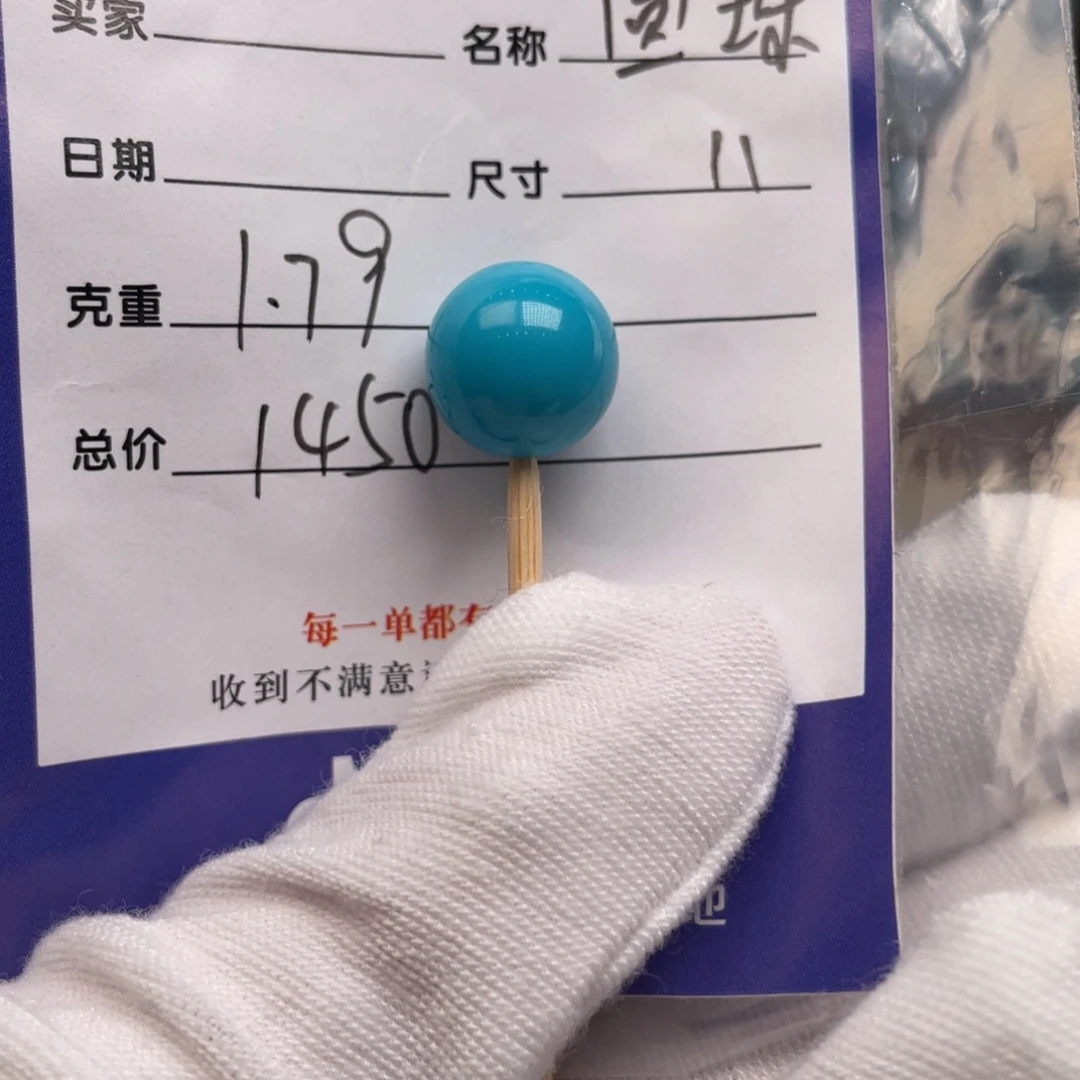 买家 名称 圆珠
日期 尺寸 11
克重 1.79
总价 1450
每一单都有
收到不满意
地